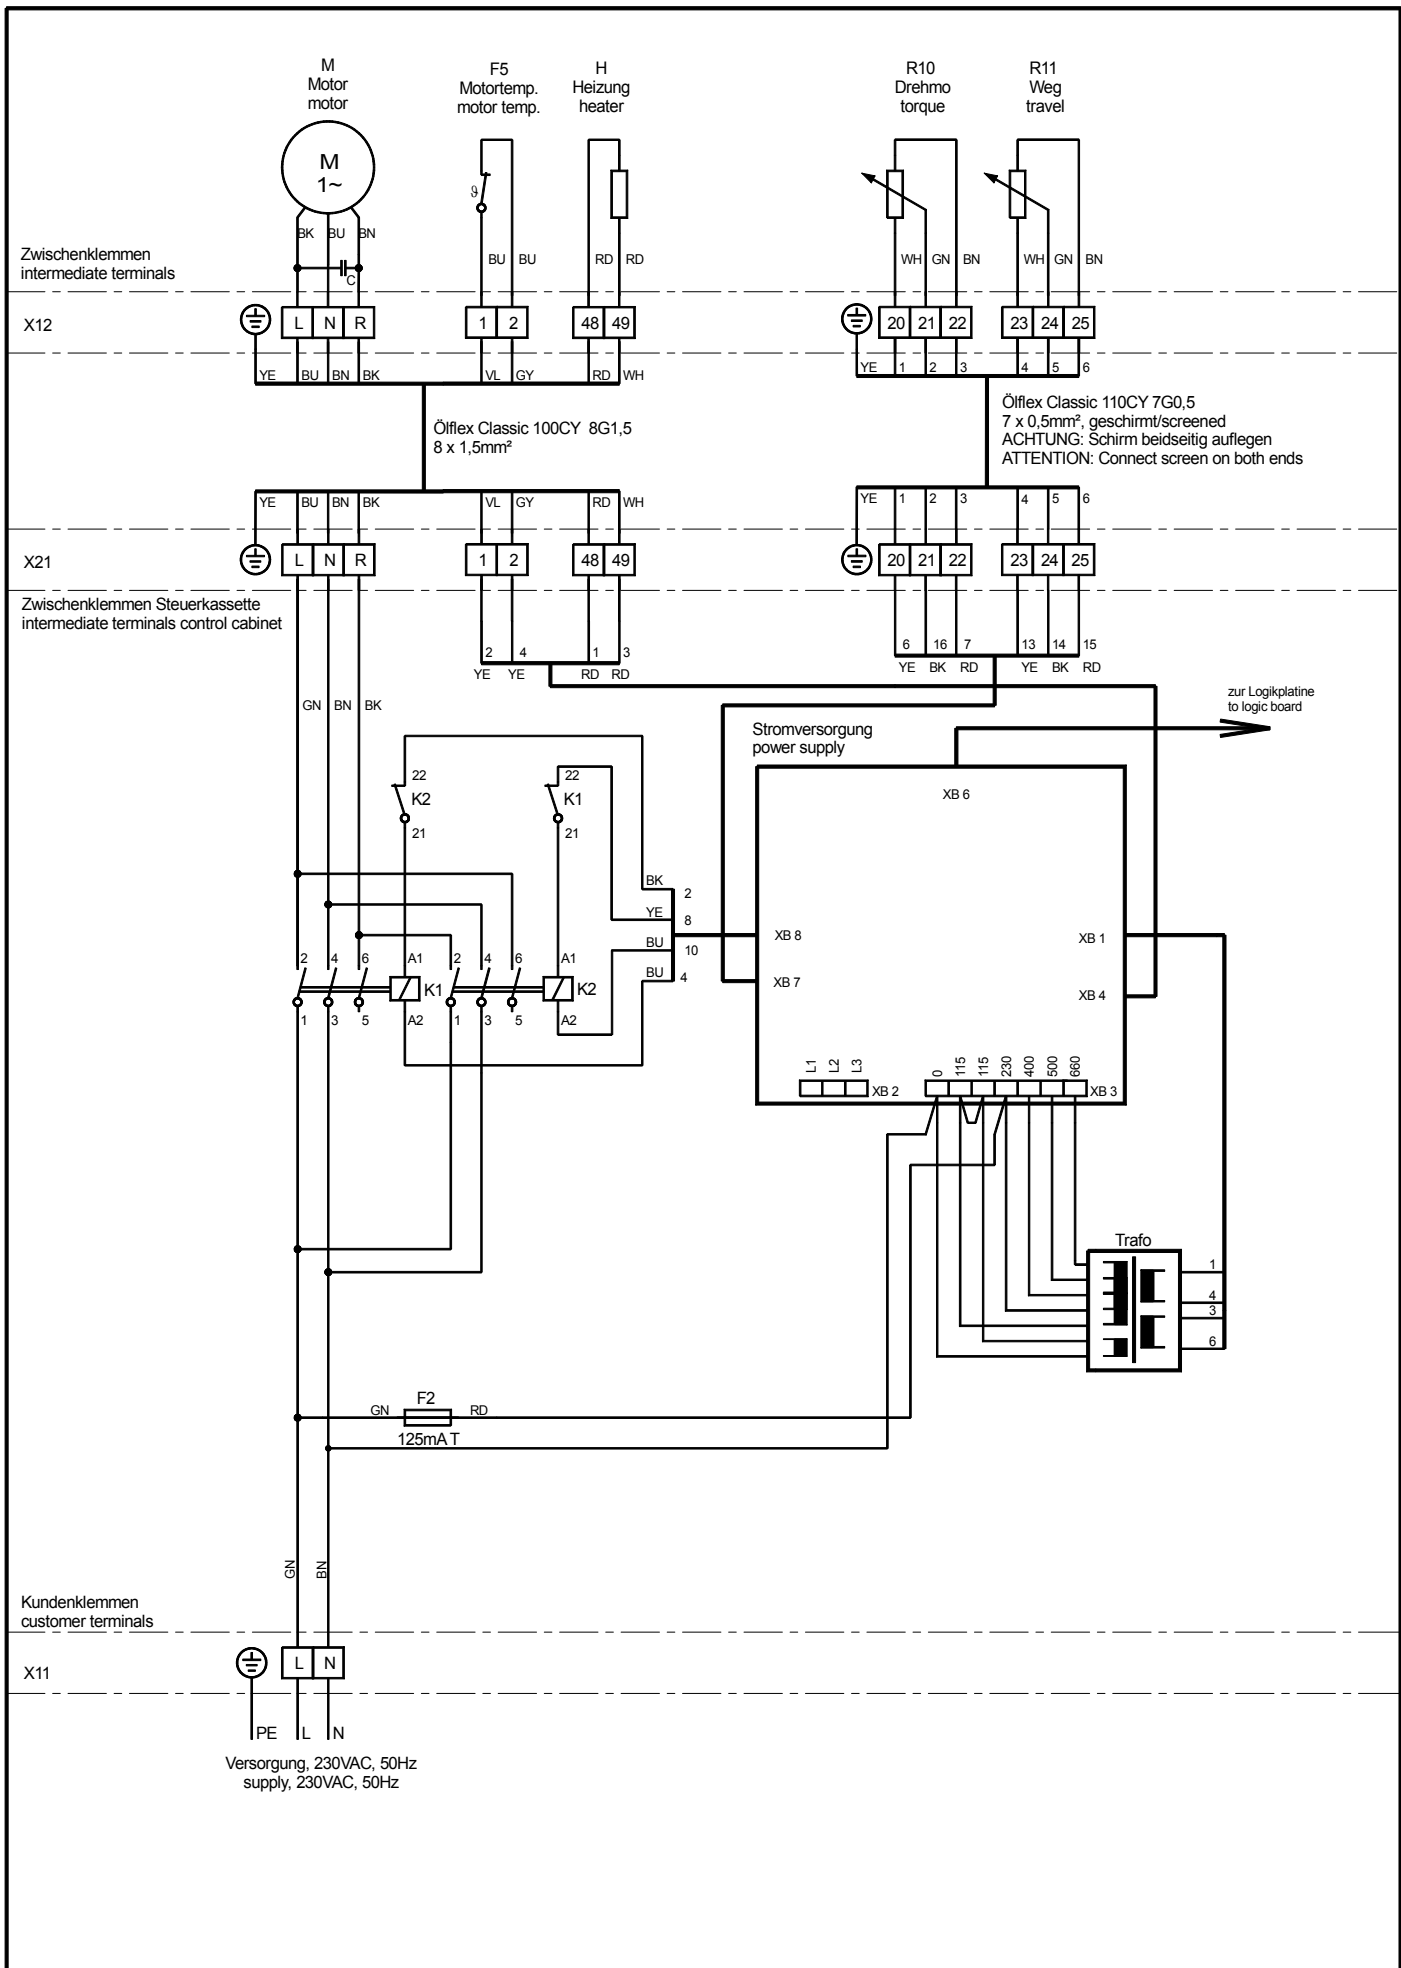 M
Motor
motor
F5
Motortemp.
motor temp.
H
Heizung
heater
R10
Drehmo
torque
R11
Weg
travel
M
1~
ϑ
BK BU BN
BU BU
RD RD
WH GN BN
WH GN BN
C
Zwischenklemmen
intermediate terminals
X12
L N R
1 2
48 49
20 21 22
23 24 25
YE BU BN BK
VL GY
RD WH
YE 1 2 3
4 5 6
Ölflex Classic 100CY 8G1,5
8 x 1,5mm²
Ölflex Classic 110CY 7G0,5
7 x 0,5mm², geschirmt/screened
ACHTUNG: Schirm beidseitig auflegen
ATTENTION: Connect screen on both ends
YE BU BN BK
VL GY
RD WH
YE 1 2 3
4 5 6
X21
L N R
1 2
48 49
20 21 22
23 24 25
Zwischenklemmen Steuerkassette
intermediate terminals control cabinet
2 4 1 3
YE YE RD RD
6 16 7 13 14 15
YE BK RD YE BK RD
GN BN BK
zur Logikplatine
to logic board
Stromversorgung
power supply
XB 6
22
K2
21
22
K1
21
BK 2
YE 8
BU 10
BU 4
XB 8
XB 7
XB 1
XB 4
2 4 6 A1
K1
1 3 5 A2
2 4 6 A1
K2
1 3 5 A2
L1 L2 L3
XB 2
0 115 115 230 400 500 660
XB 3
Trafo
1
4
3
6
F2
GN RD
125mA T
GN BN
Kundenklemmen
customer terminals
X11
L N
PE L N
Versorgung, 230VAC, 50Hz
supply, 230VAC, 50Hz